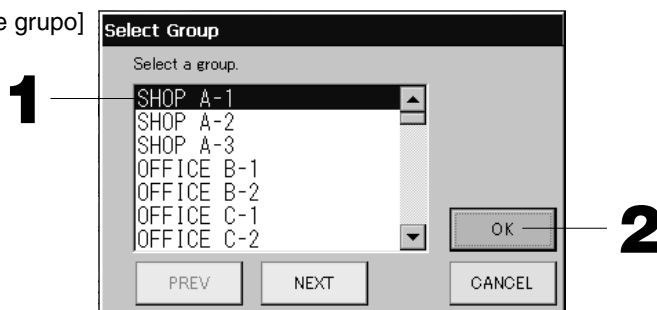 e grupo]
Select Group
Select a group.
1
SHOP A-1
SHOP A-2
SHOP A-3
OFFICE B-1
OFFICE B-2
OFFICE C-1
OFFICE C-2
OK
2
PREV NEXT CANCEL